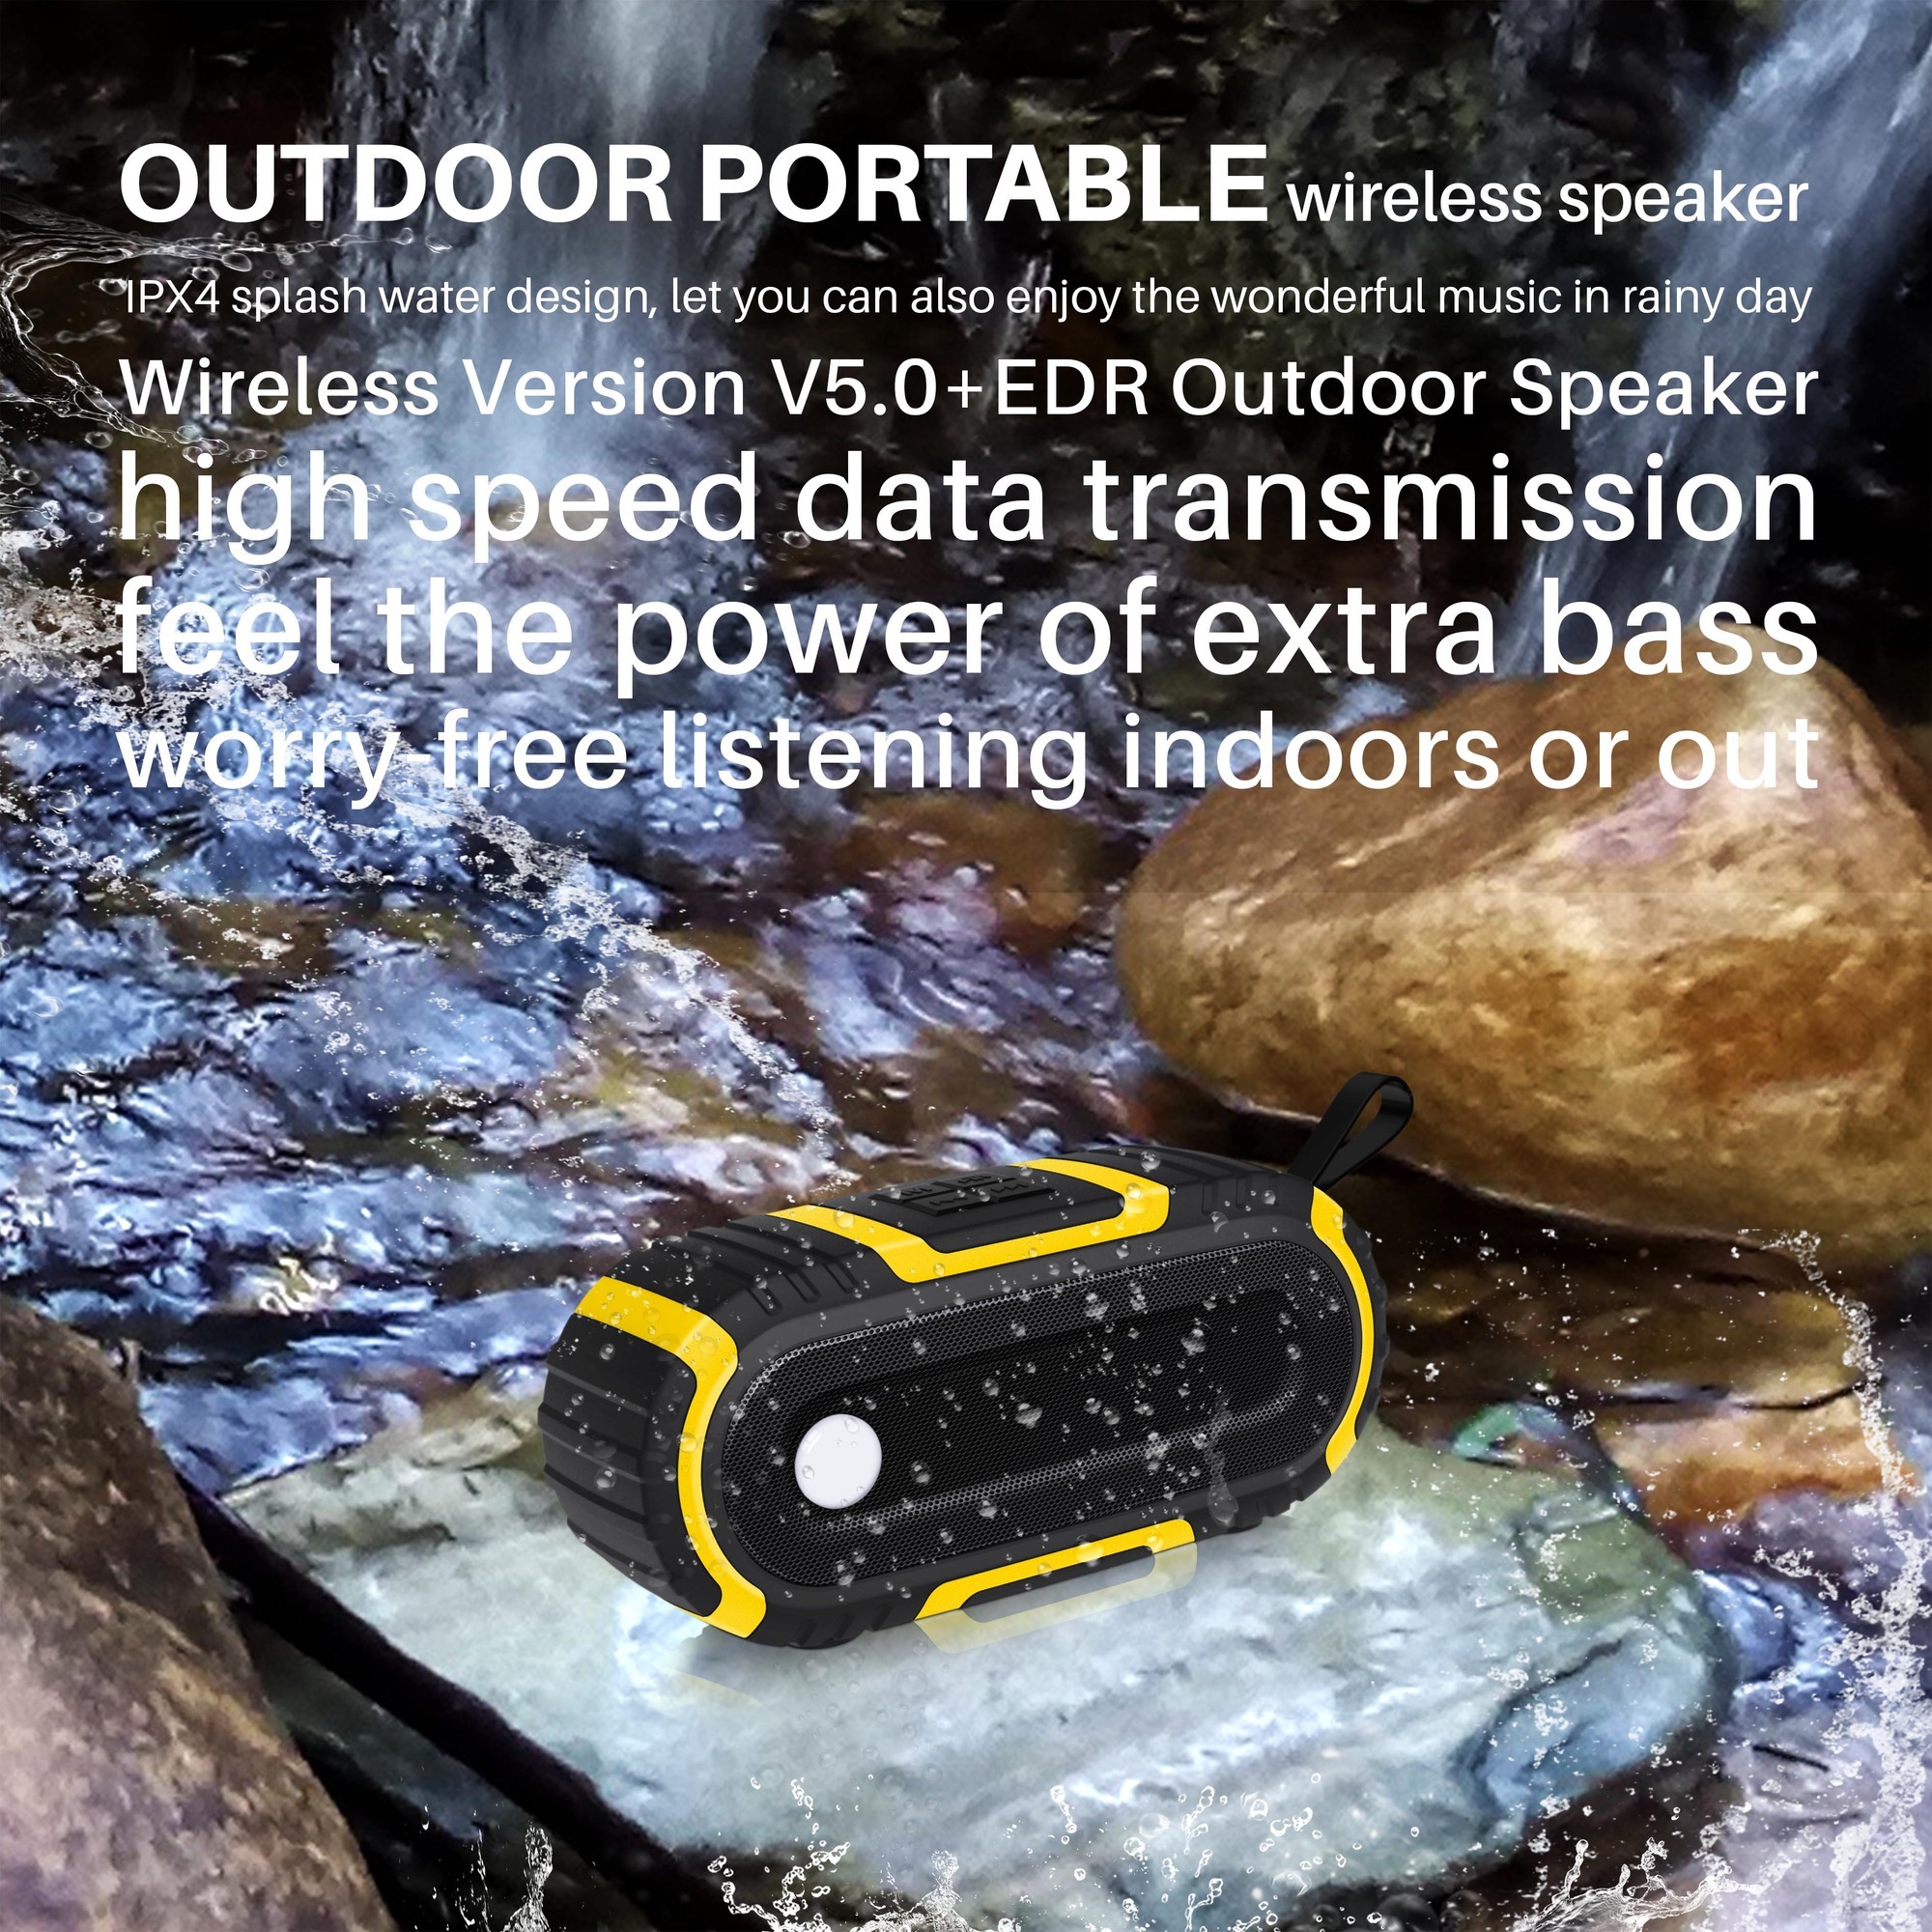 OUTDOOR PORTABLE wireless speaker
IPX4 splash water design, let you can also enjoy the wonderful music in rainy day
Wireless Version V5.0+EDR Outdoor Speaker
high speed data transmission
feel the power of extra bass
worry-free listening indoors or out